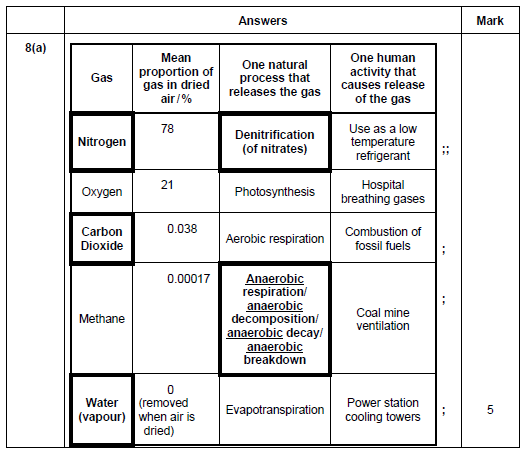 Answers
Mark
8(a)
Gas
Mean
proportion of
gas in dried
air/%
One natural
process that
releases the gas
One human
activity that
causes release
of the gas
Nitrogen
78
Denitrification
(of nitrates)
Use as a low
temperature
refrigerant
;;
Oxygen
21
Photosynthesis
Hospital
breathing gases
Carbon
Dioxide
0.038
Aerobic respiration
Combustion of
fossil fuels
;
Methane
0.00017
Anaerobic
respiration/
anaerobic
decomposition/
anaerobic decay/
anaerobic
breakdown
Coal mine
ventilation
;
Water
(vapour)
0
(removed
when air is
dried)
Evapotranspiration
Power station
cooling towers
;
5